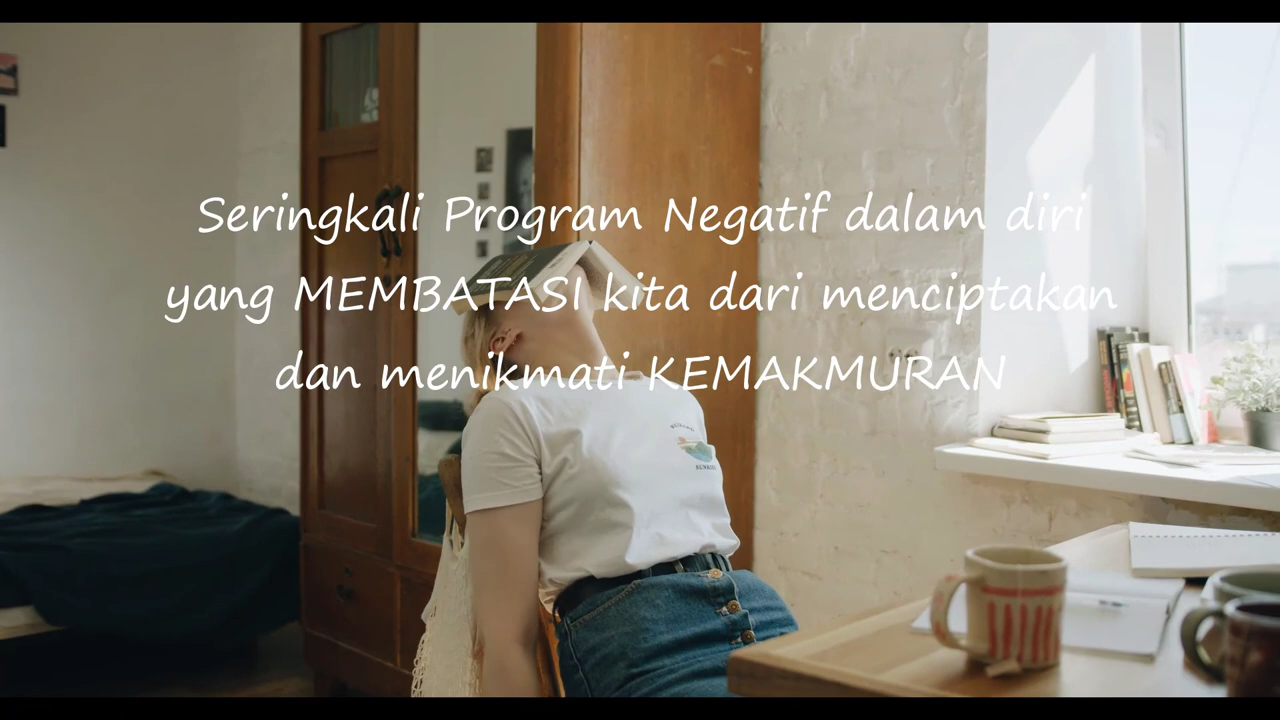 Seringkali Program Negatif dalam diri
yang MEMBATASI kita dari menciptakan
dan menikmati KEMAKMURAN